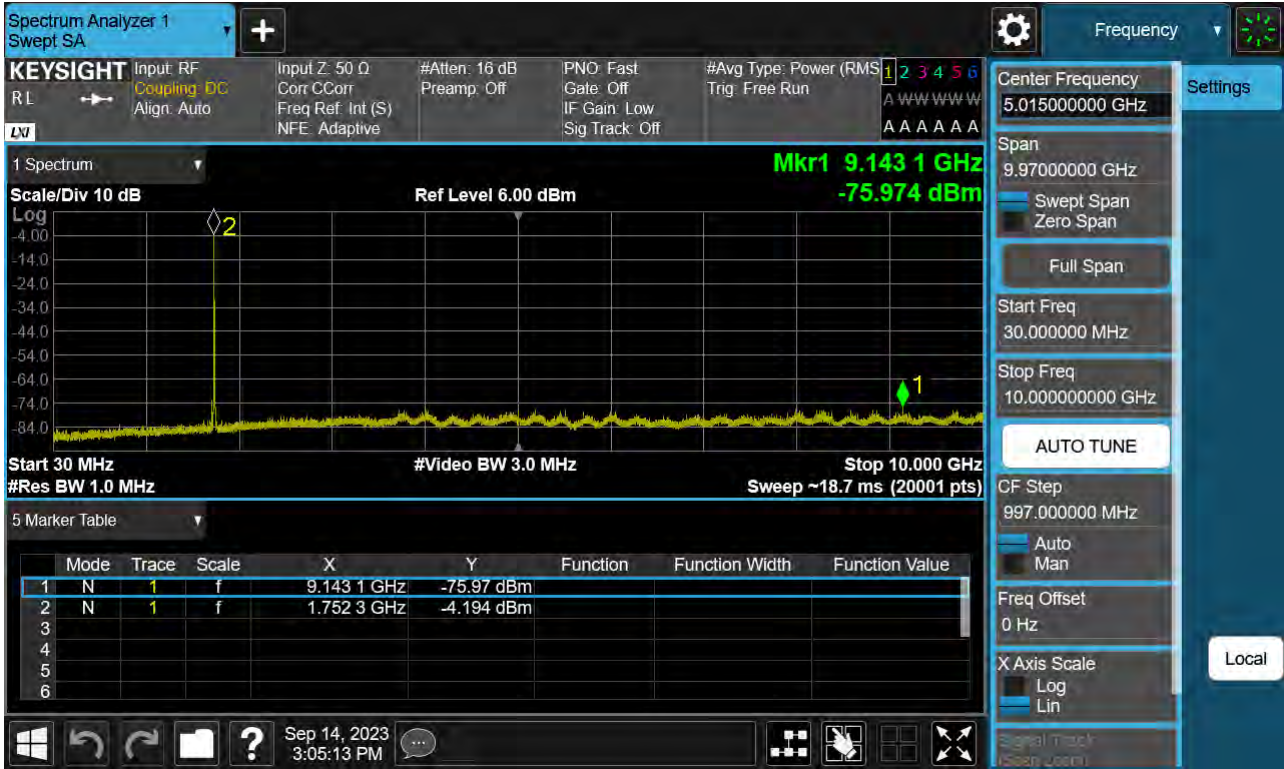 Spectrum Analyzer 1
Swept SA
+
Frequency
KEYSIGHT
RL
LXI
Input: RF
Coupling: DC
Align: Auto
Input Z: 50 Ω
Corr CCorr
Freq Ref: Int (S)
NFE: Adaptive
#Atten: 16 dB
Preamp: Off
PNO: Fast
Gate: Off
IF Gain: Low
Sig Track: Off
#Avg Type: Power (RMS
Trig: Free Run
1 2 3 4 5 6
A W W W W W
A A A A A A
1 Spectrum
Scale/Div 10 dB
Ref Level 6.00 dBm
Mkr1 9.143 1 GHz
-75.974 dBm
Log
-4.00
-14.0
-24.0
-34.0
-44.0
-54.0
-64.0
-74.0
-84.0
2
1
Start 30 MHz
#Video BW 3.0 MHz
Stop 10.000 GHz
#Res BW 1.0 MHz
Sweep ~18.7 ms (20001 pts)
5 Marker Table
Mode Trace Scale X Y Function Function Width Function Value
1 N 1 f 9.143 1 GHz -75.97 dBm
2 N 1 f 1.752 3 GHz -4.194 dBm
3
4
5
6
Center Frequency
5.015000000 GHz
Settings
Span
9.97000000 GHz
Swept Span
Zero Span
Full Span
Start Freq
30.000000 MHz
Stop Freq
10.000000000 GHz
AUTO TUNE
CF Step
997.000000 MHz
Auto
Man
Freq Offset
0 Hz
X Axis Scale
Log
Lin
Local
Signal Track
(Span Zoom)
?
Sep 14, 2023
3:05:13 PM